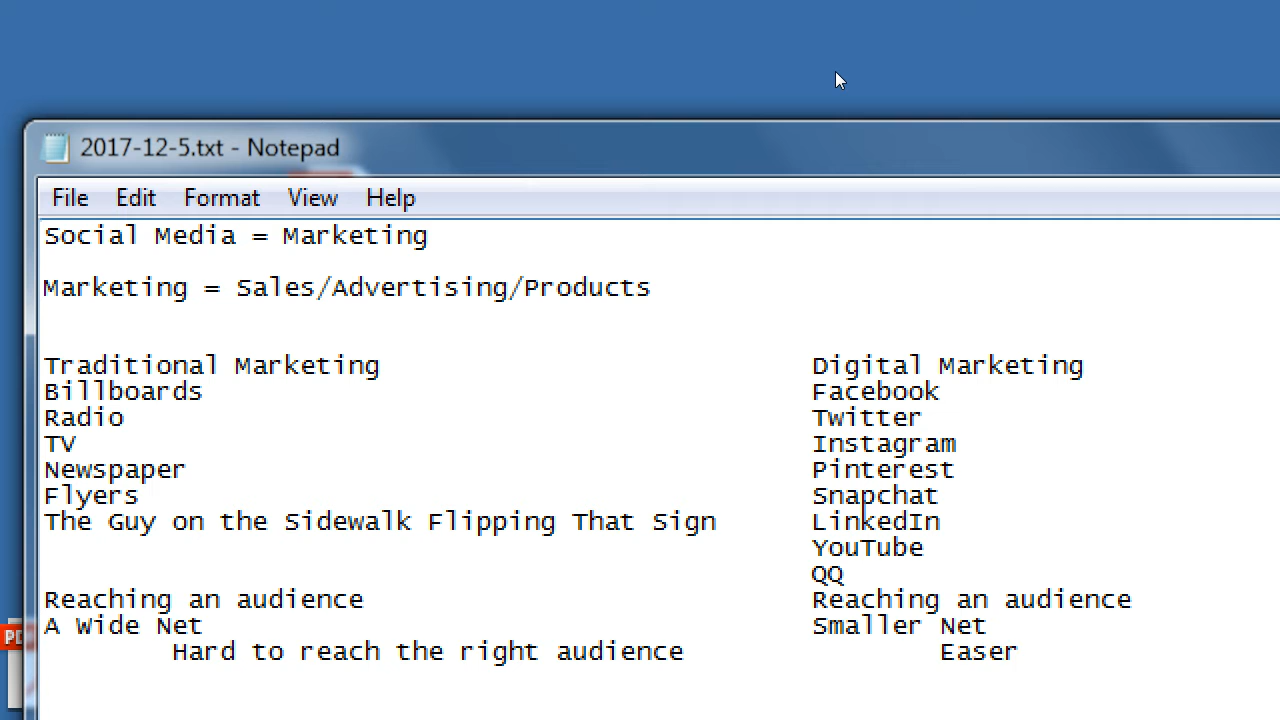 2017-12-5.txt - Notepad
File Edit Format View Help
Social Media = Marketing
Marketing = Sales/Advertising/Products
Traditional Marketing Digital Marketing
Billboards Facebook
Radio Twitter
TV Instagram
Newspaper Pinterest
Flyers Snapchat
The Guy on the Sidewalk Flipping That Sign LinkedIn
YouTube
QQ
Reaching an audience Reaching an audience
A Wide Net Smaller Net
Hard to reach the right audience Easer